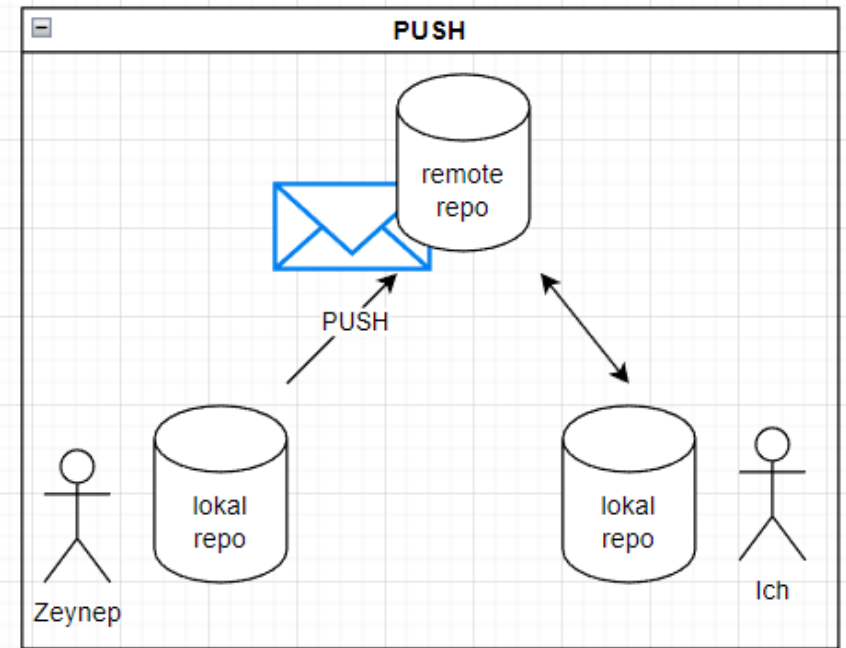 PUSH
remote
repo
PUSH
lokal
repo
lokal
repo
Zeynep
Ich